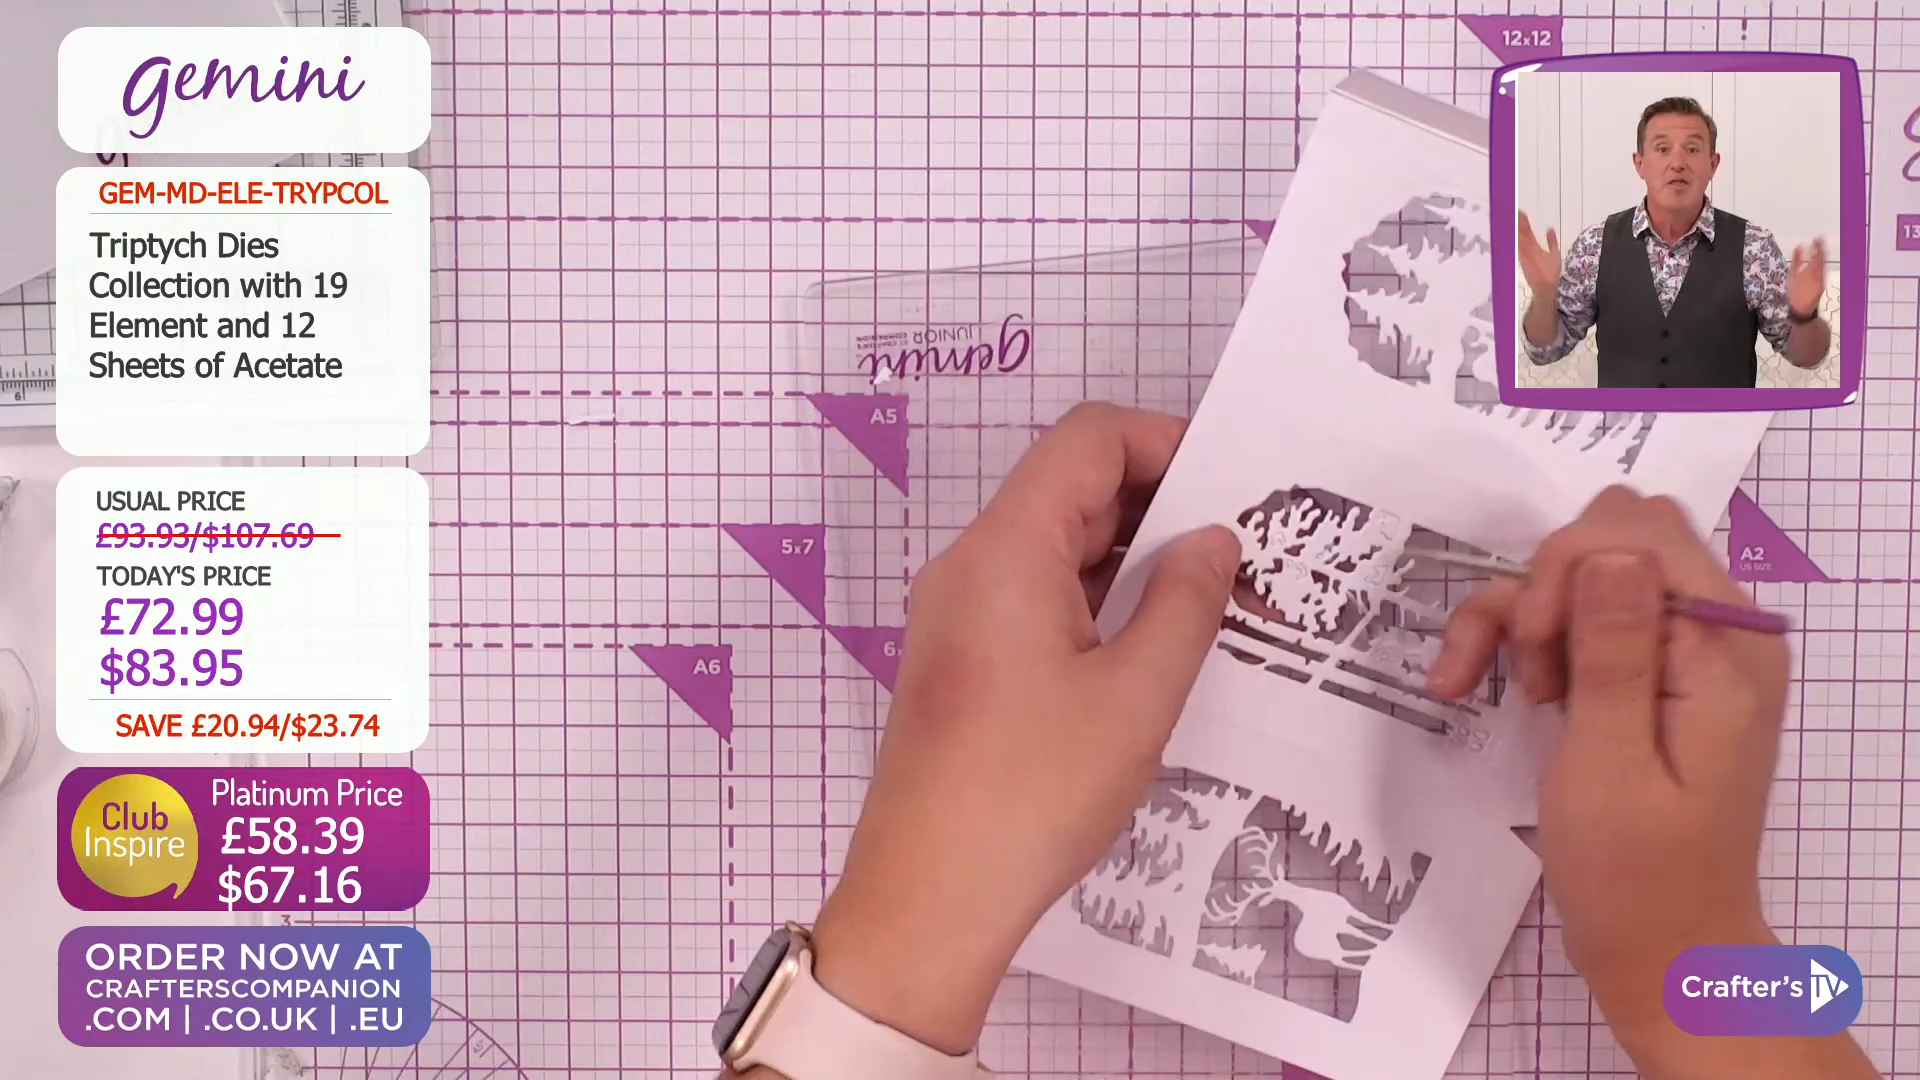 gemini
GEM-MD-ELE-TRYPCOL
Triptych Dies
Collection with 19
Element and 12
Sheets of Acetate
USUAL PRICE
£93.93/$107.69
TODAY'S PRICE
£72.99
$83.95
SAVE £20.94/$23.74
Club
Inspire
Platinum Price
£58.39
$67.16
ORDER NOW AT
CRAFTERSCOMPANION
.COM | .CO.UK | .EU
12x12
gemini
JUNIOR
A5
5x7
A6
A2
US SIZE
13
Crafter's TV